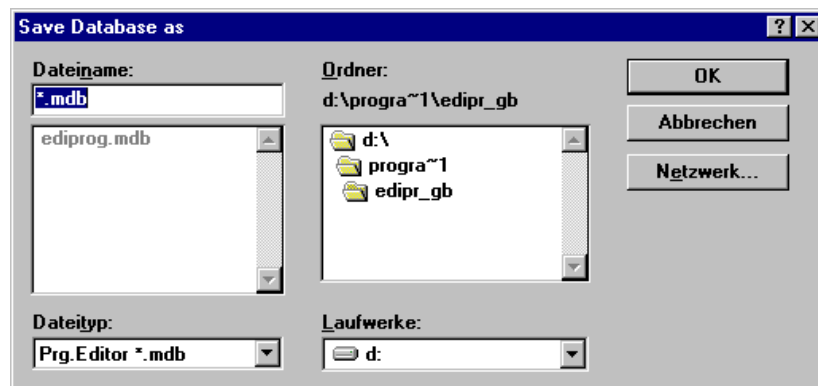 Save Database as
Dateiname:
*.mdb
ediprog.mdb
Dateityp:
Prg.Editor *.mdb
Ordner:
d:\progra~1\edipr_gb
d:\
progra~1
edipr_gb
Laufwerke:
d:
OK
Abbrechen
Netzwerk...